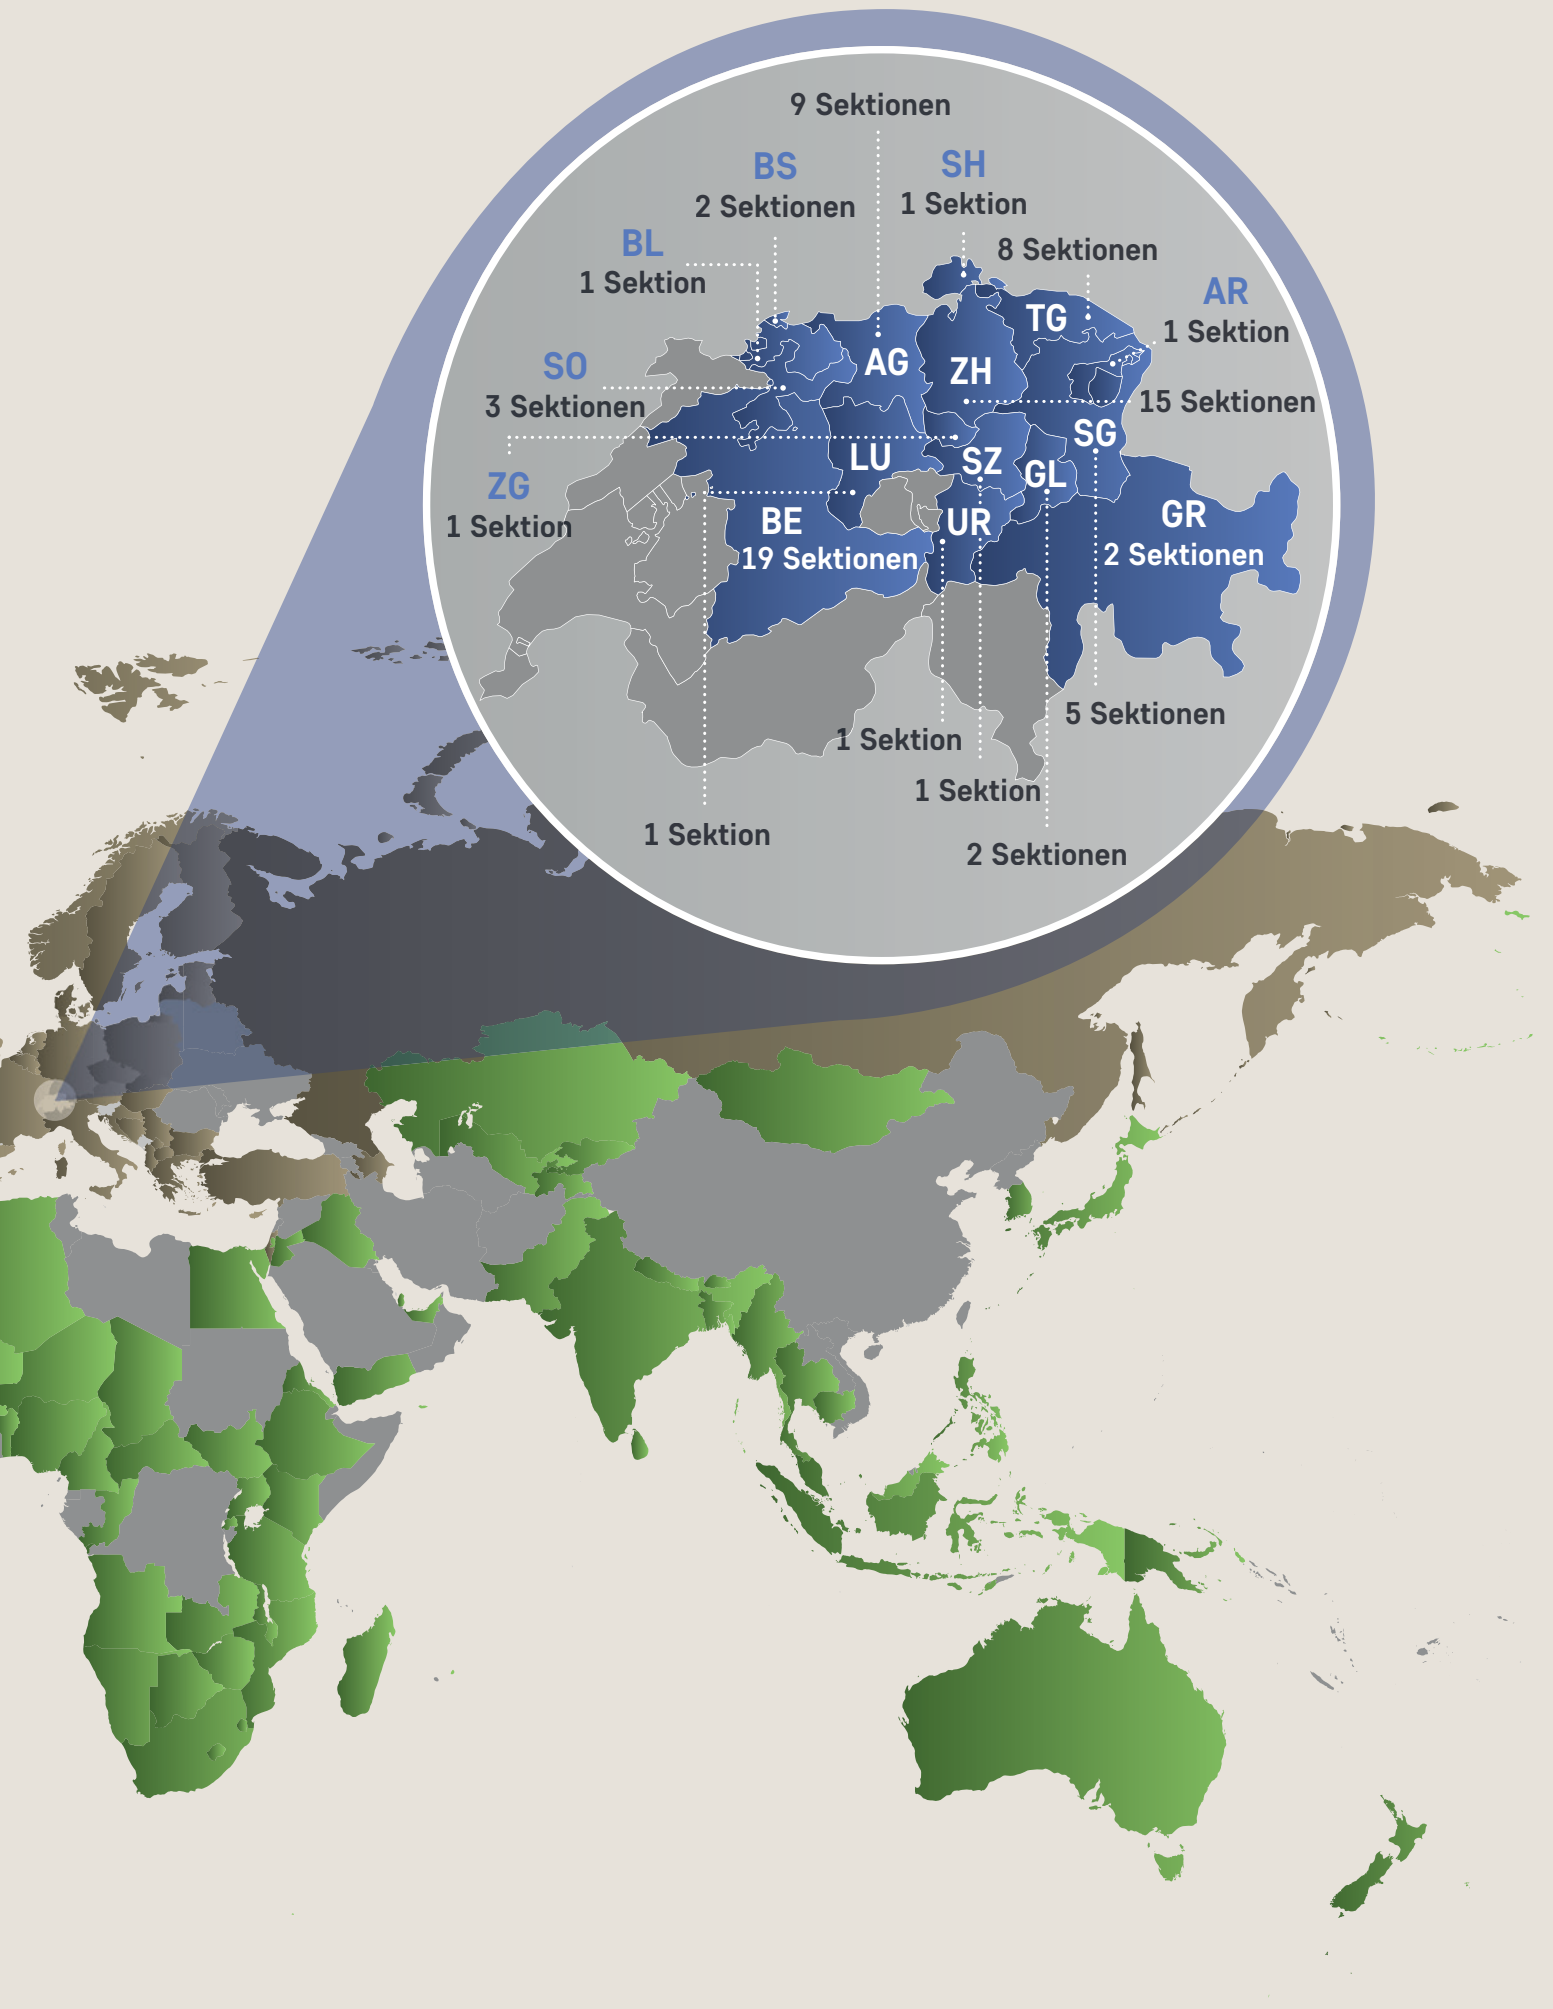 9 Sektionen
BS
2 Sektionen
SH
1 Sektion
BL
1 Sektion
8 Sektionen
AR
1 Sektion
TG
SO
3 Sektionen
AG
ZH
15 Sektionen
SG
LU
SZ
GL
ZG
1 Sektion
BE
19 Sektionen
UR
GR
2 Sektionen
5 Sektionen
1 Sektion
1 Sektion
1 Sektion
2 Sektionen